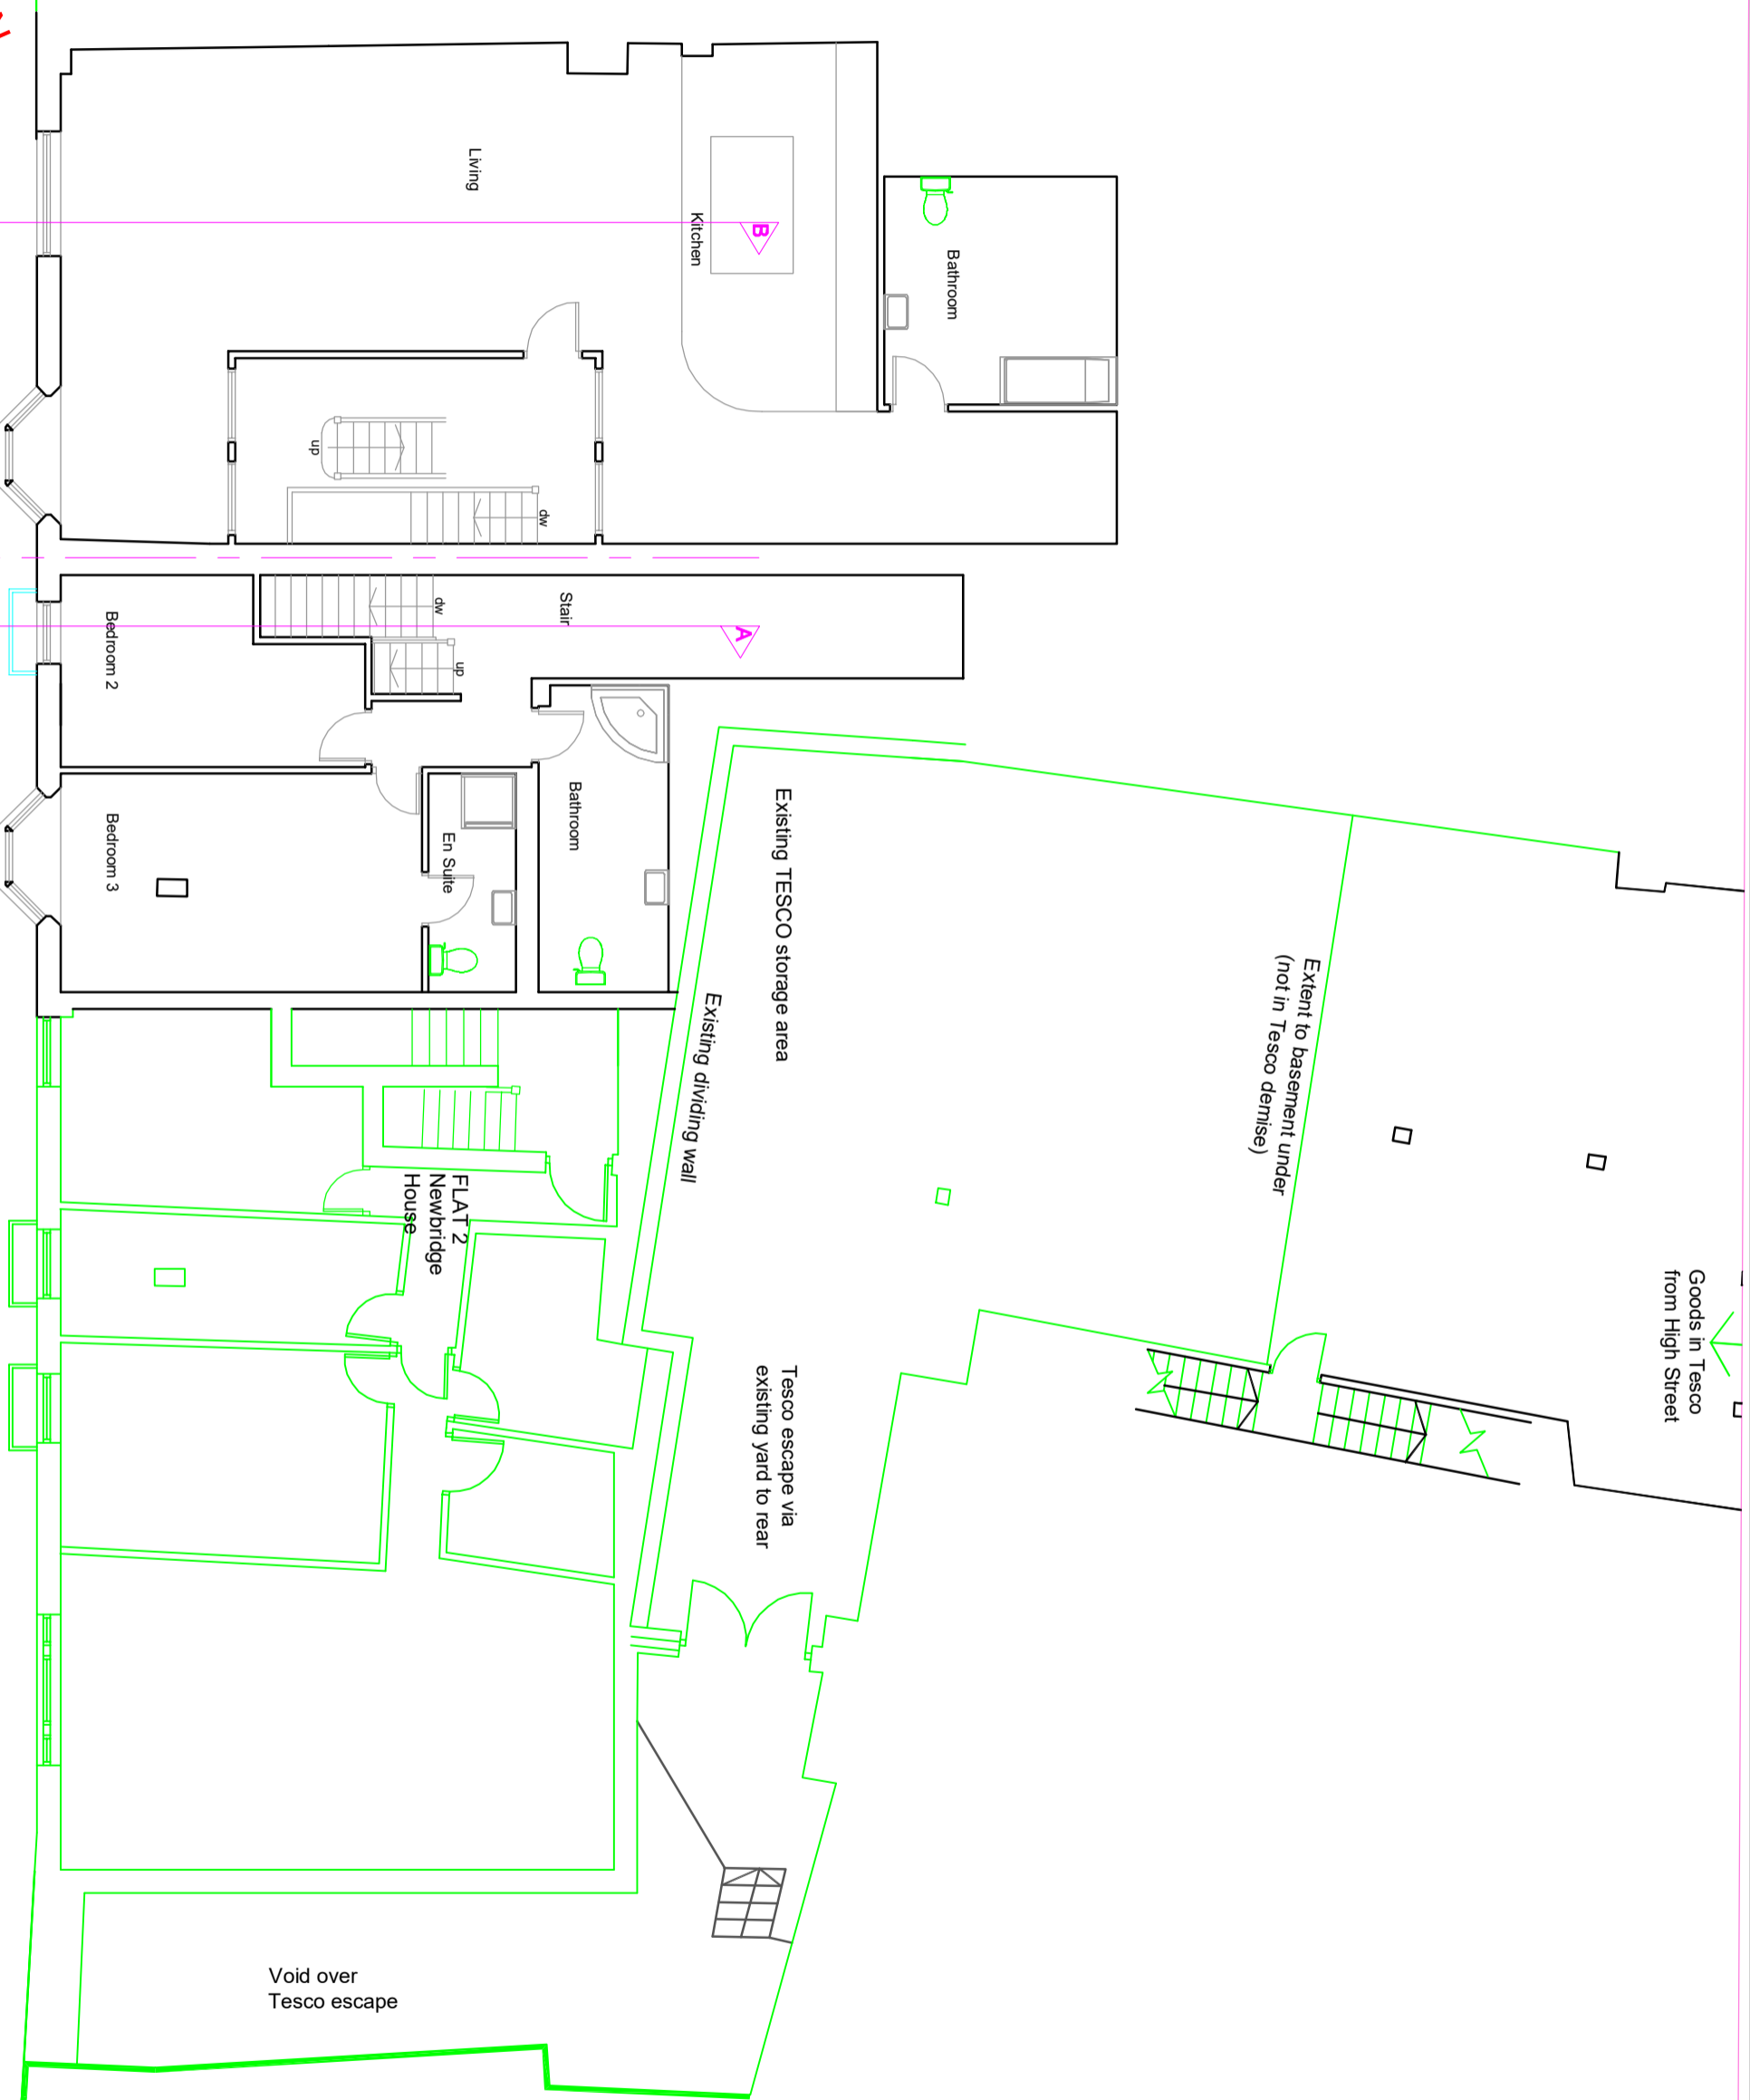 Living
Kitchen
B
Bathroom
up
dw
Bedroom 2
dw
Stair
up
A
Bedroom 3
En Suite
Bathroom
Existing TESCO storage area
Existing dividing wall
Extent to basement under
(not in Tesco demise)
Goods in Tesco
from High Street
FLAT 2
Newbridge
House
Tesco escape via
existing yard to rear
Void over
Tesco escape